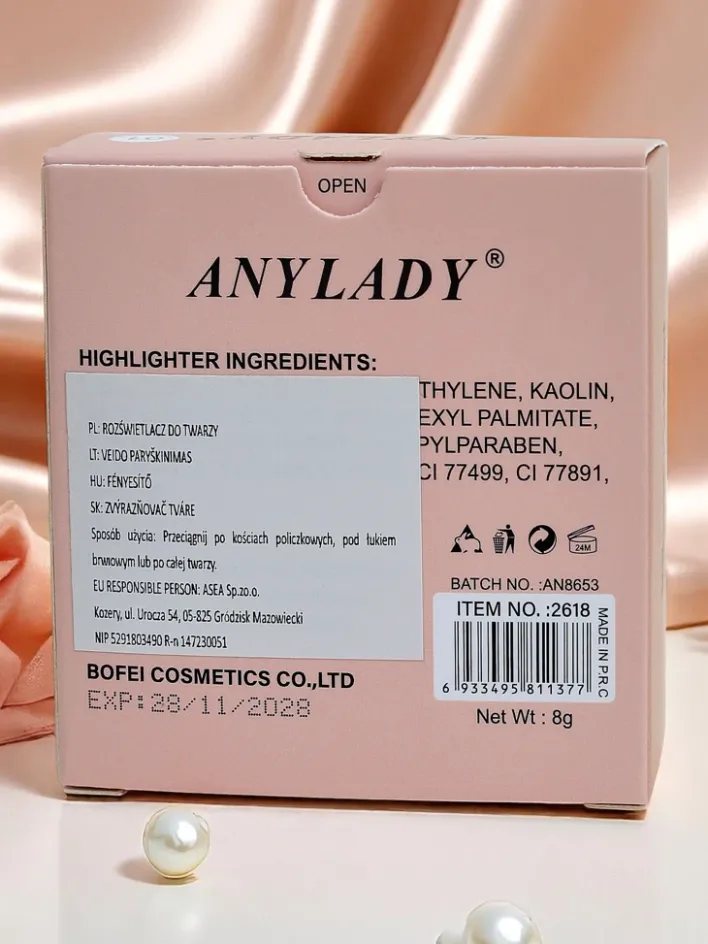 OPEN
ANYLADY®
HIGHLIGHTER INGREDIENTS:
THYLENE, KAOLIN,
EXYL PALMITATE,
PYLPARABEN,
CI 77499, CI 77891,
PL: ROZŚWIETLACZ DO TWARZY
LT: VEIDO PARYŠKINIMAS
HU: FÉNYESÍTŐ
SK: ZVÝRAZŇOVAČ TVÁRE
Sposób użycia: Przeciągnij po kościach policzkowych, pod łukiem
brwiowym lub po całej twarzy.
EU RESPONSIBLE PERSON: ASEA Sp.zo.o.
Kozery, ul. Urocza 54, 05-825 Gródzisk Mazowiecki
NIP 5291803490 R-n 147230051
24M
BATCH NO. :AN8653
ITEM NO. :2618
MADE IN P.R.C
6 933495 811377
Net Wt : 8g
BOFEI COSMETICS CO.,LTD
EXP:28/11/2028